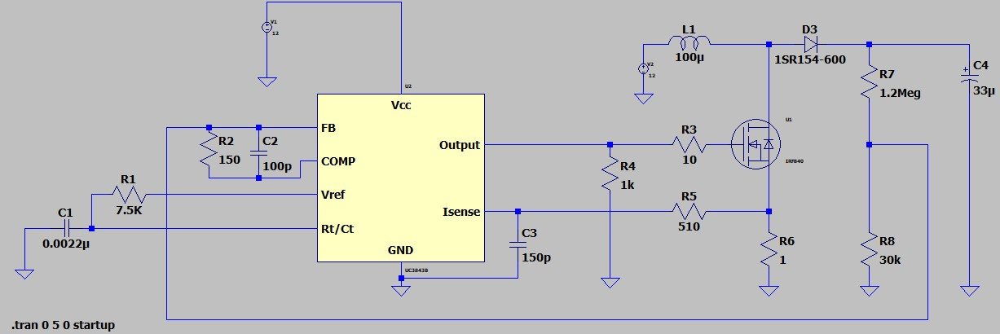 V1
12
U2
Vcc
FB
COMP
Vref
Rt/Ct
GND
Output
Isense
UC3843B
R2
150
C2
100p
R1
7.5K
C1
0.0022µ
V2
12
L1
100µ
D3
1SR154-600
R7
1.2Meg
C4
33µ
U1
IRF840
R3
10
R4
1k
R5
510
C3
150p
R6
1
R8
30k
.tran 0 5 0 startup